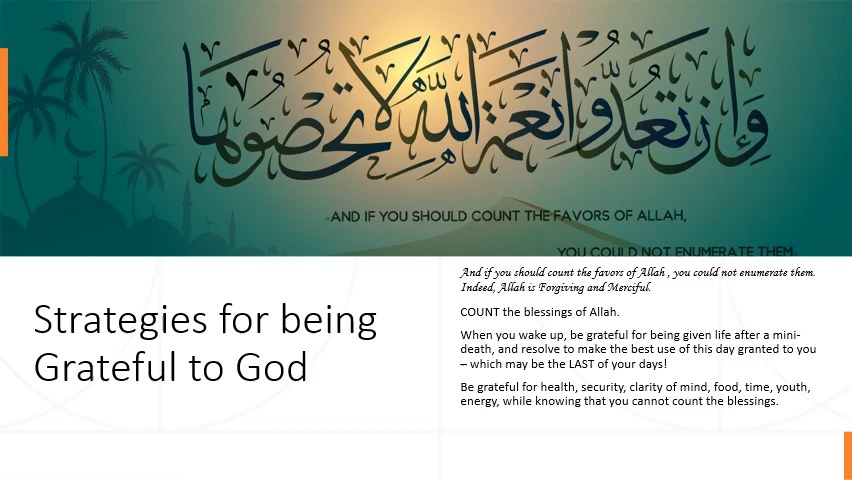 وَإِن تَعُدُّوا نِعْمَةَ اللَّهِ لَا تُحْصُوهَا
«AND IF YOU SHOULD COUNT THE FAVORS OF ALLAH,
YOU COULD NOT ENUMERATE THEM
Strategies for being
Grateful to God
And if you should count the favors of Allah , you could not enumerate them.
Indeed, Allah is Forgiving and Merciful.
COUNT the blessings of Allah.
When you wake up, be grateful for being given life after a mini-
death, and resolve to make the best use of this day granted to you
– which may be the LAST of your days!
Be grateful for health, security, clarity of mind, food, time, youth,
energy, while knowing that you cannot count the blessings.